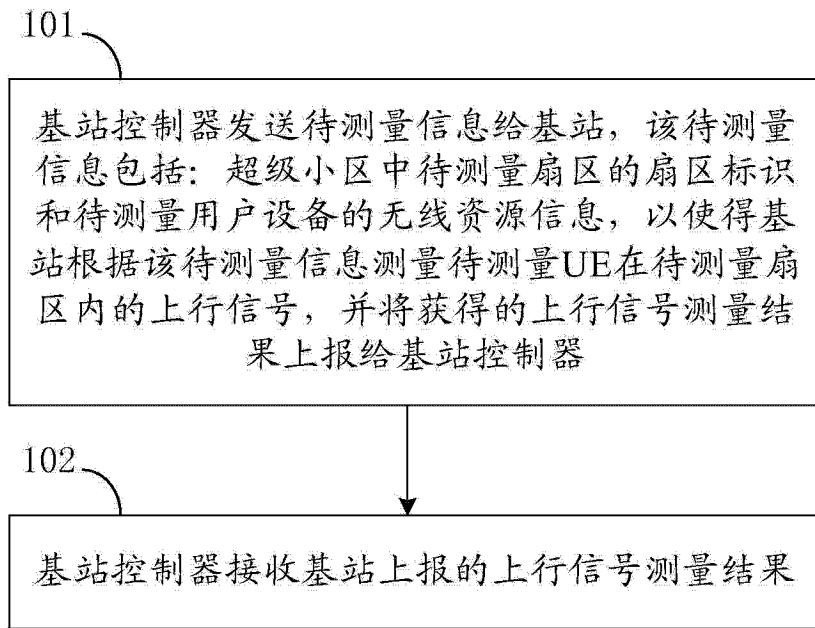 101
基站控制器发送待测量信息给基站，该待测量
信息包括：超级小区中待测量扇区的扇区标识
和待测量用户设备的无线资源信息，以使得基
站根据该待测量信息测量待测量UE在待测量扇
区内的上行信号，并将获得的上行信号测量结
果上报给基站控制器
102
基站控制器接收基站上报的上行信号测量结果